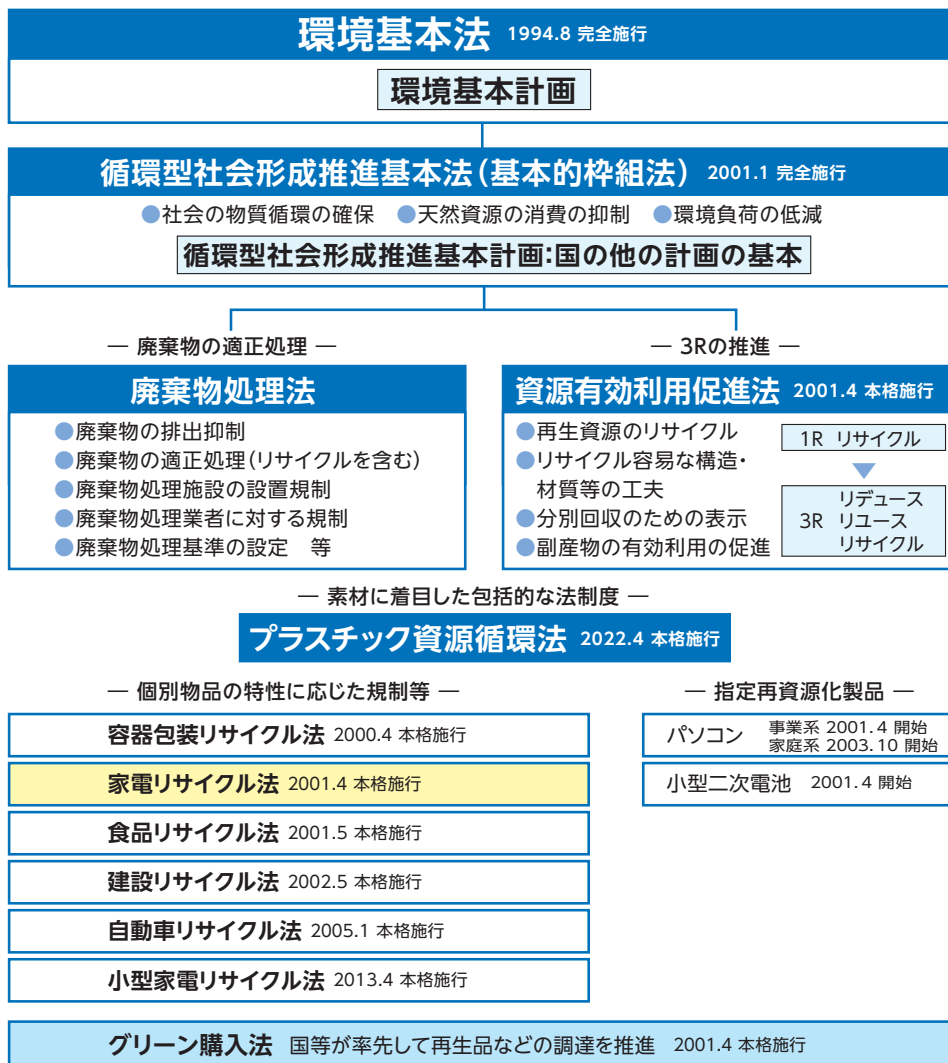 環境基本法 1994.8 完全施行
環境基本計画
循環型社会形成推進基本法(基本的枠組法) 2001.1 完全施行
●社会の物質循環の確保 ●天然資源の消費の抑制 ●環境負荷の低減
循環型社会形成推進基本計画:国の他の計画の基本
— 廃棄物の適正処理 —
廃棄物処理法
●廃棄物の排出抑制
●廃棄物の適正処理(リサイクルを含む)
●廃棄物処理施設の設置規制
●廃棄物処理業者に対する規制
●廃棄物処理基準の設定 等
— 3Rの推進 —
資源有効利用促進法 2001.4 本格施行
●再生資源のリサイクル
●リサイクル容易な構造・
材質等の工夫
●分別回収のための表示
●副産物の有効利用の促進
1R リサイクル
リデュース
3R リユース
リサイクル
— 素材に着目した包括的な法制度 —
プラスチック資源循環法 2022.4 本格施行
— 個別物品の特性に応じた規制等 —
容器包装リサイクル法 2000.4 本格施行
家電リサイクル法 2001.4 本格施行
食品リサイクル法 2001.5 本格施行
建設リサイクル法 2002.5 本格施行
自動車リサイクル法 2005.1 本格施行
小型家電リサイクル法 2013.4 本格施行
— 指定再資源化製品 —
パソコン 事業系 2001.4 開始
家庭系 2003.10 開始
小型二次電池 2001.4 開始
グリーン購入法 国等が率先して再生品などの調達を推進 2001.4 本格施行